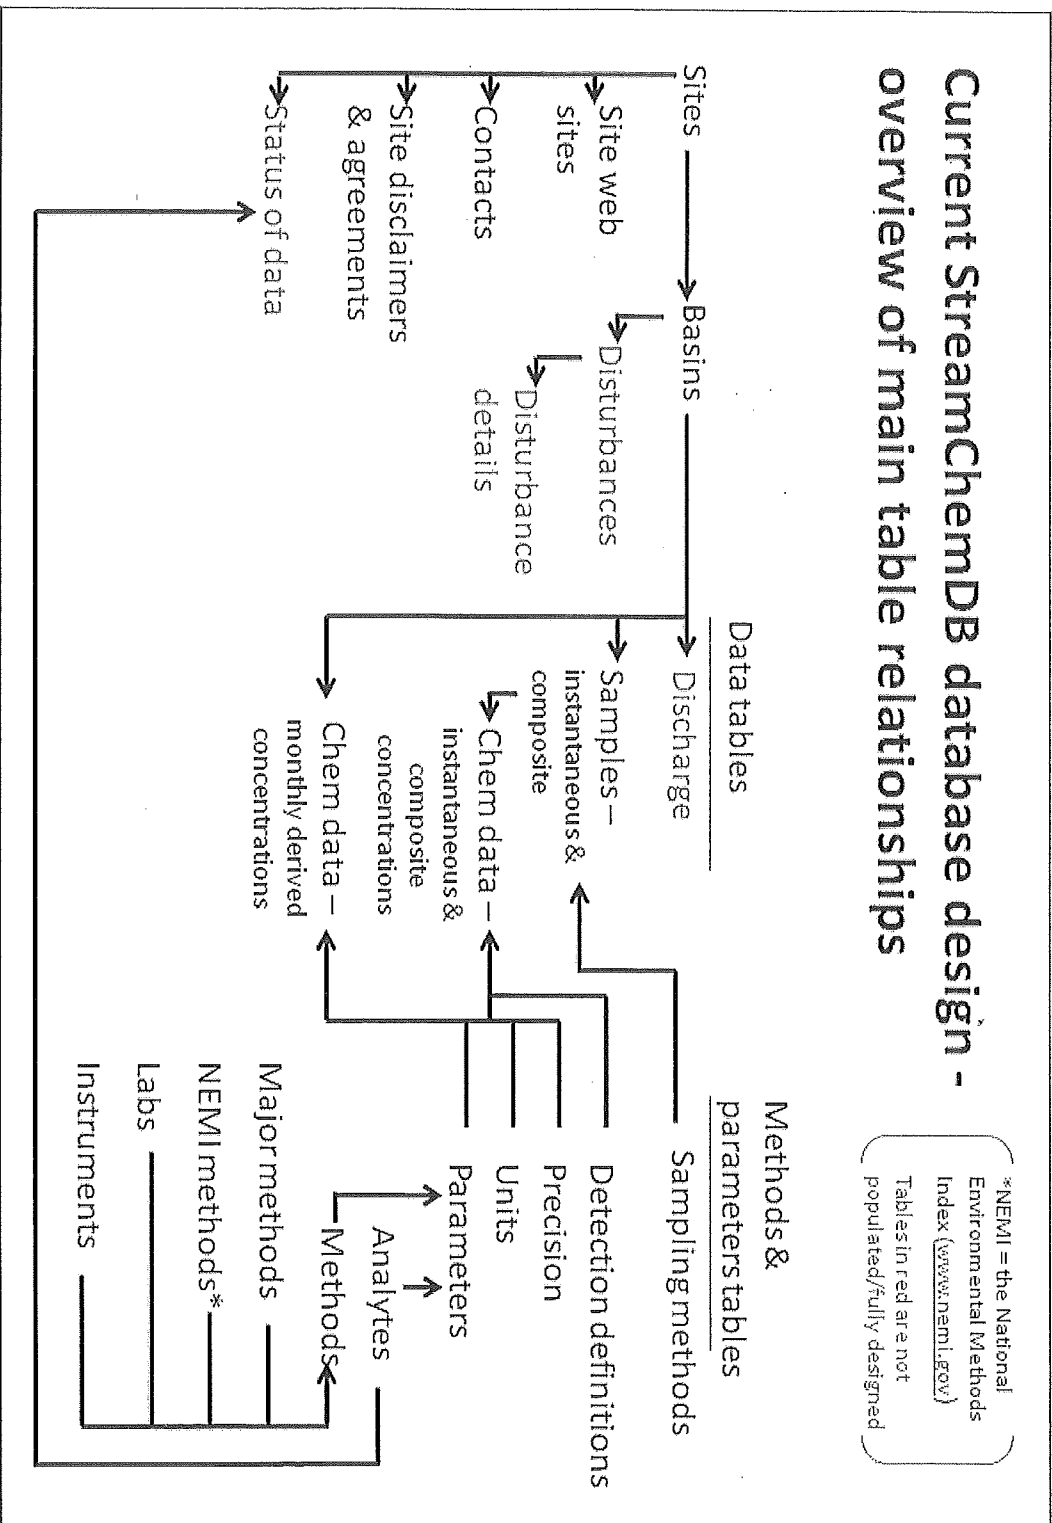 Current StreamChemDB database design -
overview of main table relationships
*NEMI = the National
Environmental Methods
Index (www.nemi.gov)
Tables in red are not
populated/fully designed
Sites
Site web
sites
Contacts
Site disclaimers
& agreements
Status of data
Basins
Disturbances
Disturbance
details
Data tables
Discharge
Samples –
instantaneous &
composite
Chem data –
instantaneous &
composite
concentrations
Chem data –
monthly derived
concentrations
Methods &
parameters tables
Sampling methods
Detection definitions
Precision
Units
Parameters
Analytes
Methods
Major methods
NEMI methods*
Labs
Instruments